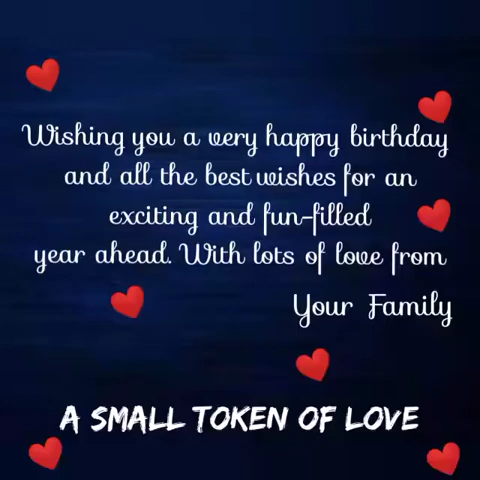 Wishing you a very happy birthday
and all the best wishes for an
exciting and fun-filled
year ahead. With lots of love from
Your Family
A SMALL TOKEN OF LOVE